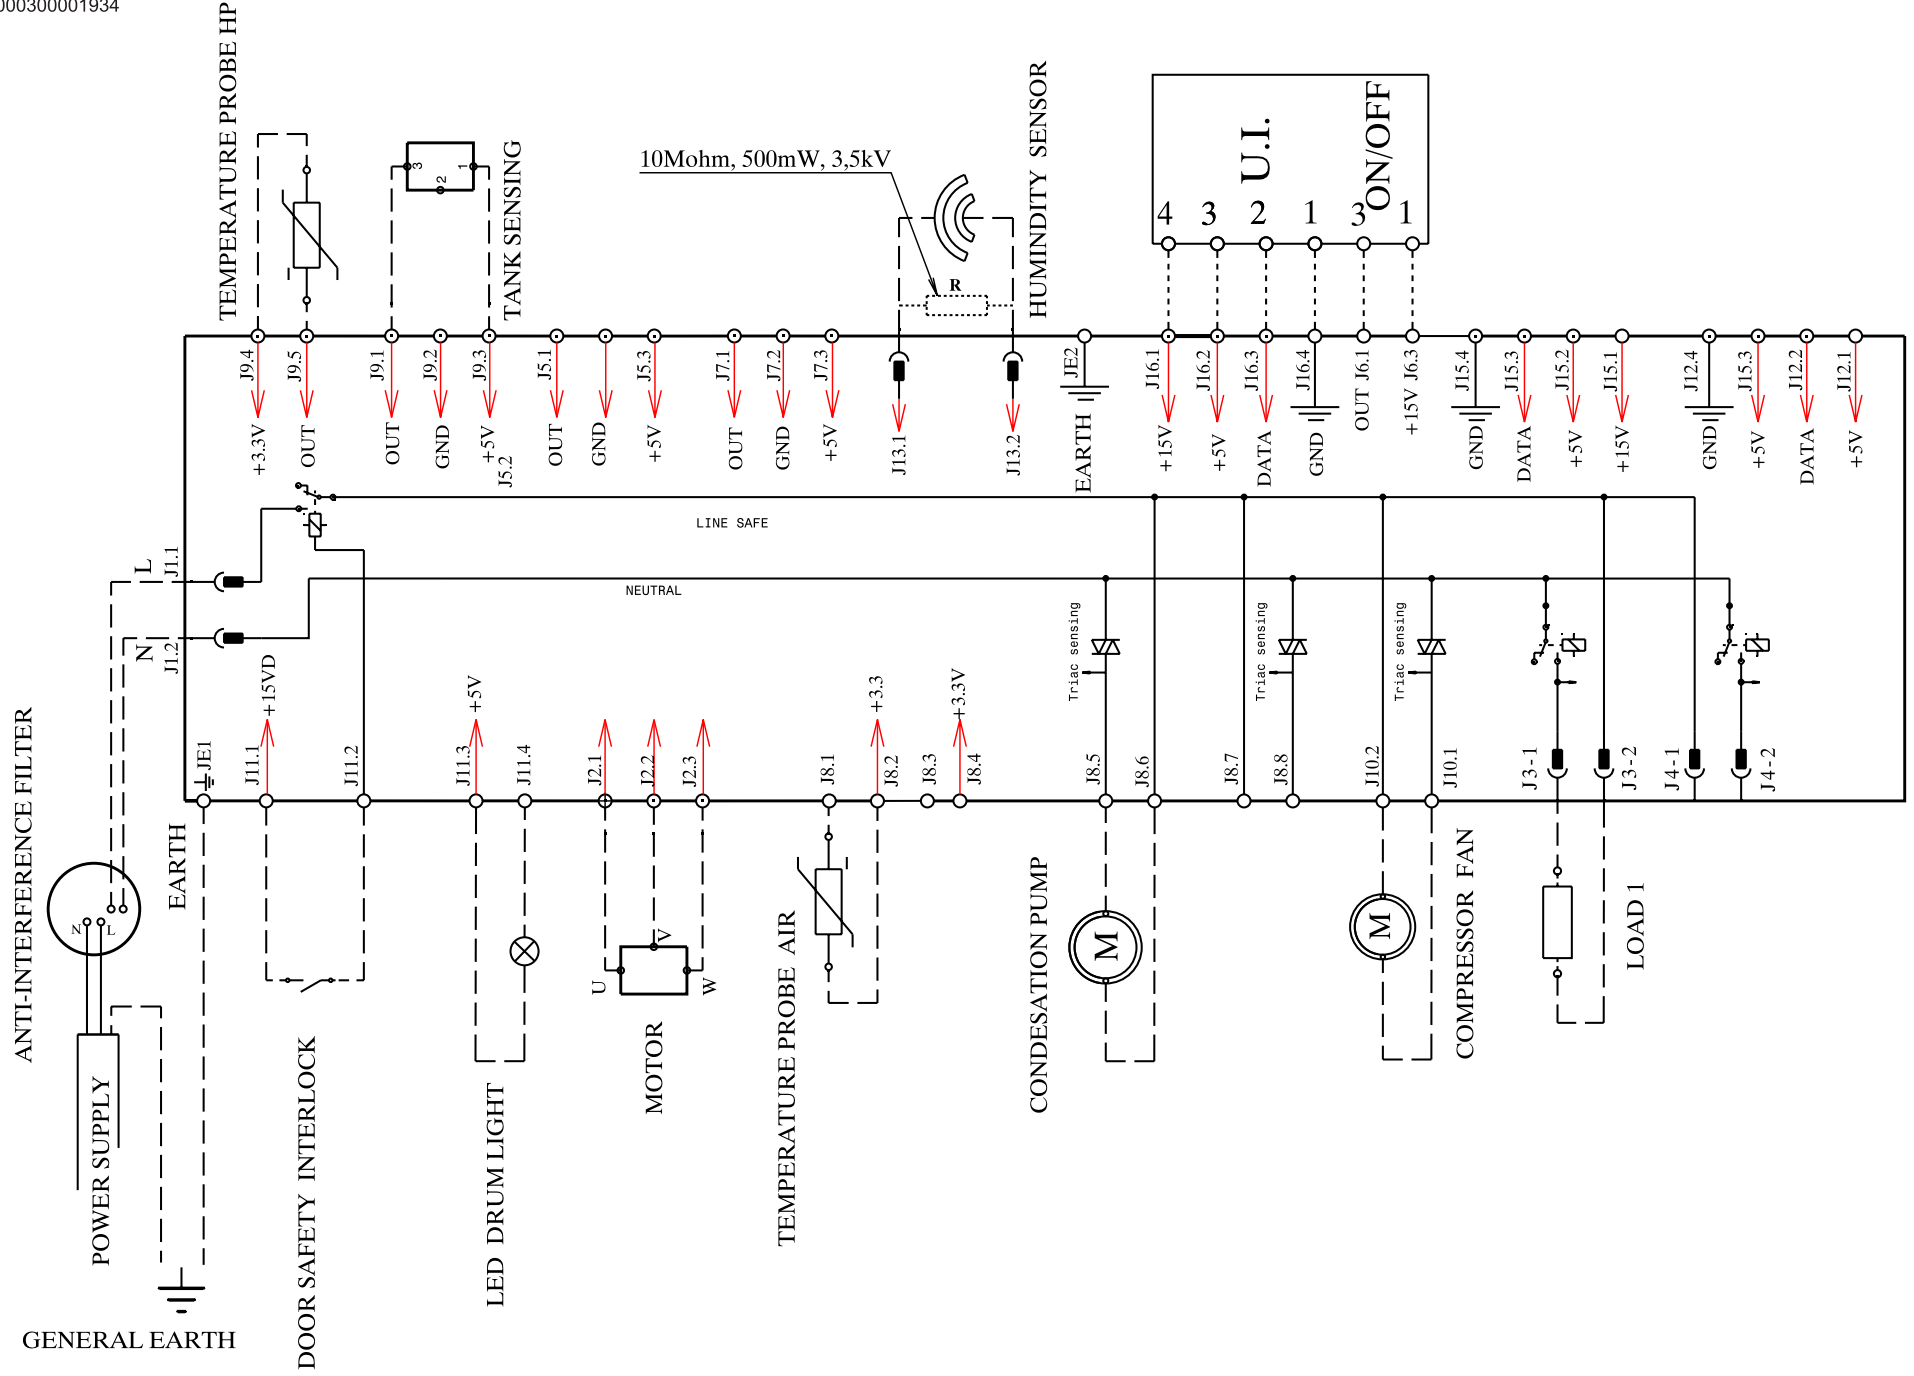 000300001934
TEMPERATURE PROBE HP
TANK SENSING
3
2
1
10Mohm, 500mW, 3,5kV
R
HUMINDITY SENSOR
U.I.
ON/OFF
4
3
2
1
3
1
J9.4
J9.5
J9.1
J9.2
J9.3
J5.1
J5.3
J7.1
J7.2
J7.3
JE2
J16.1
J16.2
J16.3
J16.4
OUT J6.1
+15V J6.3
J15.4
J15.3
J15.2
J15.1
J12.4
J15.3
J12.2
J12.1
+3.3V
OUT
OUT
GND
+5V
J5.2
OUT
GND
+5V
OUT
GND
+5V
J13.1
J13.2
EARTH
+15V
+5V
DATA
GND
GND
DATA
+5V
+15V
GND
+5V
DATA
+5V
LINE SAFE
NEUTRAL
L
J1.1
N
J1.2
Triac sensing
Triac sensing
Triac sensing
+15VD
+5V
+3.3
+3.3V
JE1
J11.1
J11.2
J11.3
J11.4
J2.1
J2.2
J2.3
J8.1
J8.2
J8.3
J8.4
J8.5
J8.6
J8.7
J8.8
J10.2
J10.1
J3-1
J3-2
J4-1
J4-2
ANTI-INTERFERENCE FILTER
N
L
EARTH
POWER SUPPLY
GENERAL EARTH
DOOR SAFETY INTERLOCK
LED DRUM LIGHT
U
V
W
MOTOR
TEMPERATURE PROBE AIR
CONDESATION PUMP
M
M
COMPRESSOR FAN
LOAD 1